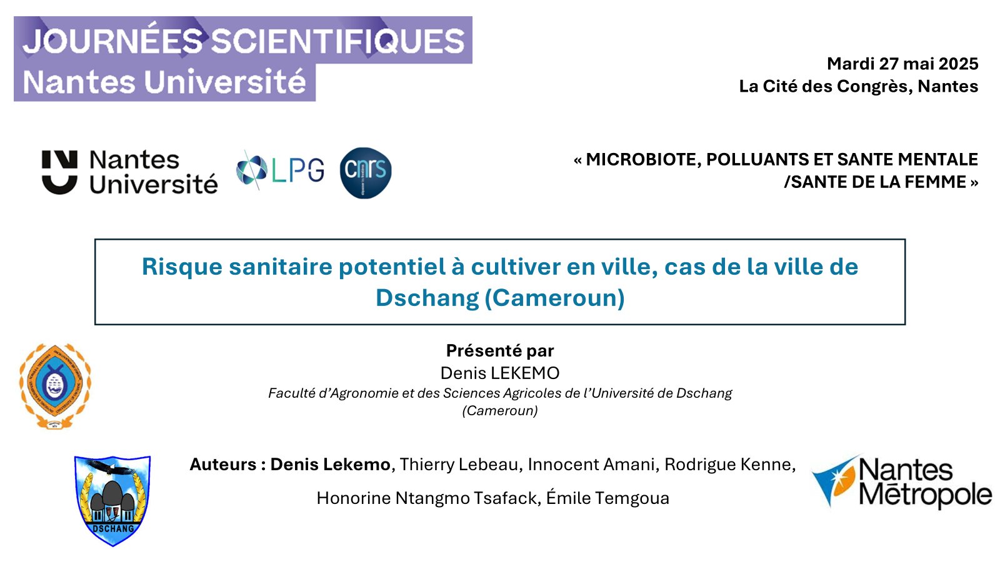 JOURNÉES SCIENTIFIQUES
Nantes Université
Mardi 27 mai 2025
La Cité des Congrès, Nantes
Nantes
Université
LPG
cnrs
« MICROBIOTE, POLLUANTS ET SANTE MENTALE
/SANTE DE LA FEMME »
Risque sanitaire potentiel à cultiver en ville, cas de la ville de
Dschang (Cameroun)
Présenté par
Denis LEKEMO
Faculté d’Agronomie et des Sciences Agricoles de l’Université de Dschang
(Cameroun)
Auteurs : Denis Lekemo, Thierry Lebeau, Innocent Amani, Rodrigue Kenne,
Honorine Ntangmo Tsafack, Émile Temgoua
DSCHANG
Nantes
Métropole